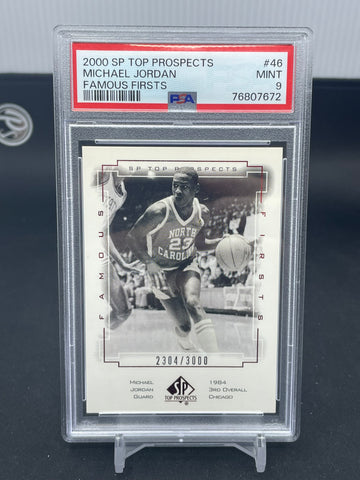 2000 SP TOP PROSPECTS #46
MICHAEL JORDAN MINT
FAMOUS FIRSTS 9
PSA 76807672
SP TOP PROSPECTS
FAMOUS
FIRSTS
NORTH
23
CAROLINA
2304/3000
MICHAEL
JORDAN
GUARD
SP
TOP PROSPECTS
1984
3RD OVERALL
CHICAGO